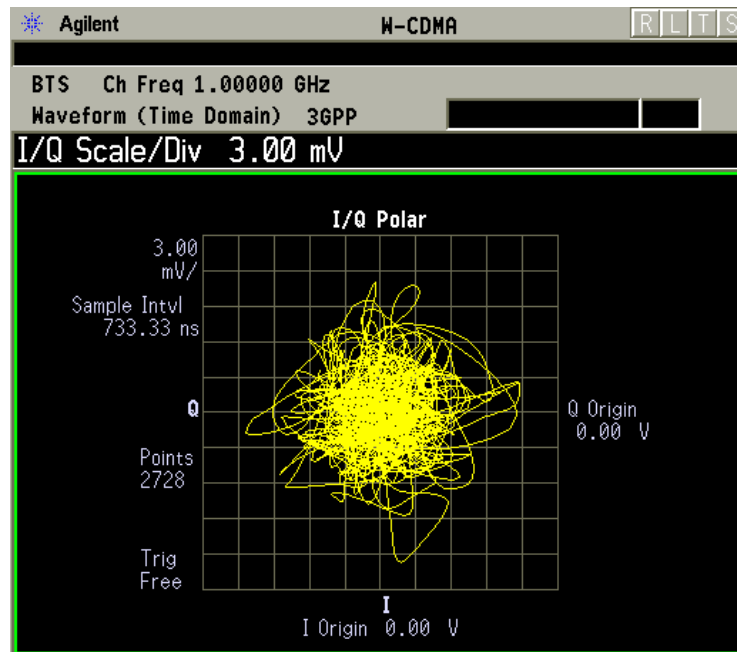 Agilent W-CDMA R L T S
BTS Ch Freq 1.00000 GHz
Waveform (Time Domain) 3GPP
I/Q Scale/Div 3.00 mV
I/Q Polar
3.00
mV/
Sample Intvl
733.33 ns
Q
Q Origin
0.00 V
Points
2728
Trig
Free
I
I Origin 0.00 V